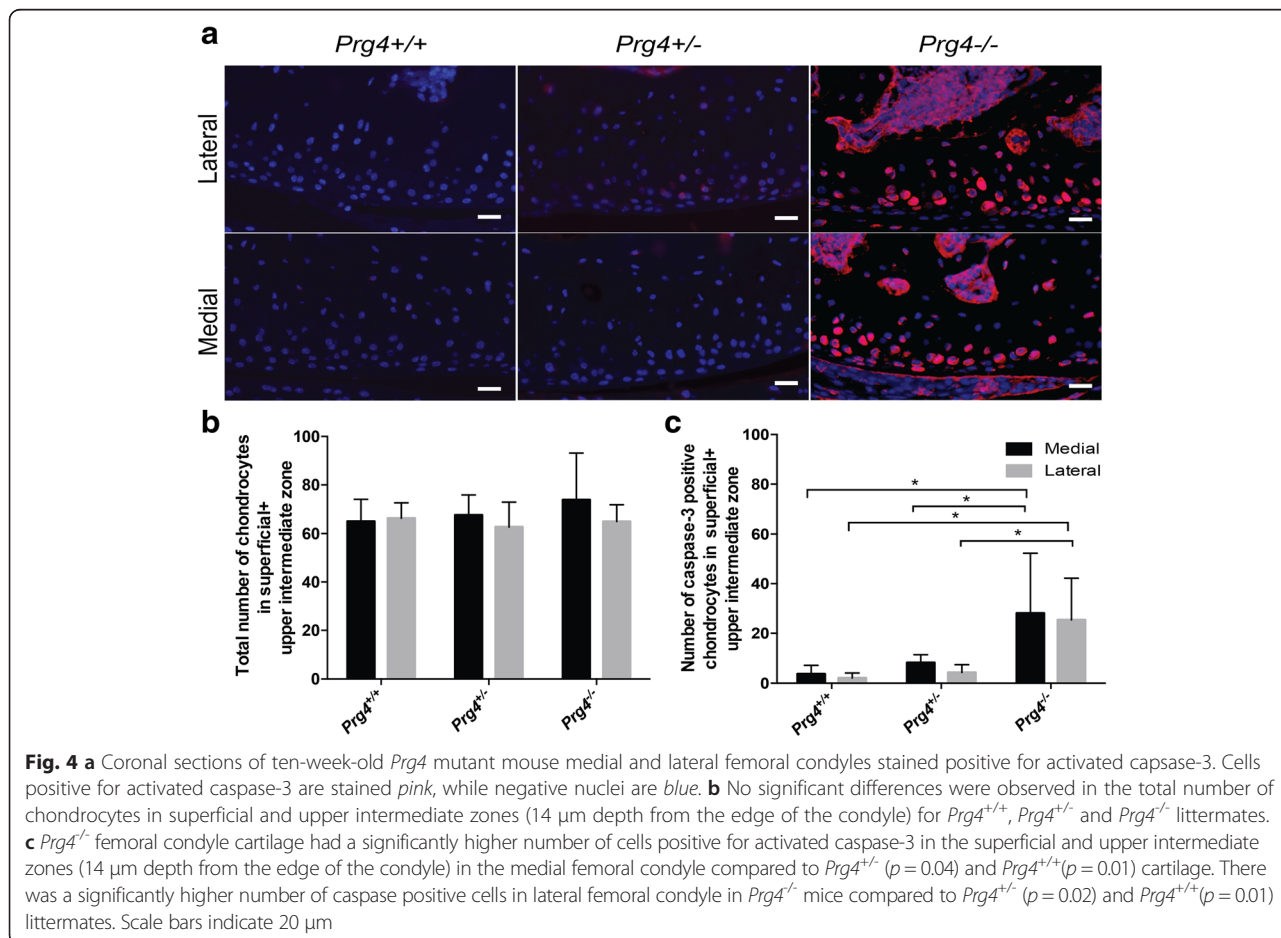 a
Prg4+/+ Prg4+/- Prg4-/-
Lateral
Medial
b
Total number of chondrocytes
in superficial+
upper intermediate zone
100
80
60
40
20
0
Prg4+/+
Prg4+/-
Prg4-/-
c
Number of caspase-3 positive
chondrocytes in superficial+
upper intermediate zone
100
80
60
40
20
0
Medial
Lateral
*
*
*
*
Prg4+/+
Prg4+/-
Prg4-/-
Fig. 4 a Coronal sections of ten-week-old Prg4 mutant mouse medial and lateral femoral condyles stained positive for activated capsase-3. Cells
positive for activated caspase-3 are stained pink, while negative nuclei are blue. b No significant differences were observed in the total number of
chondrocytes in superficial and upper intermediate zones (14 μm depth from the edge of the condyle) for Prg4+/+, Prg4+/- and Prg4-/- littermates.
c Prg4-/- femoral condyle cartilage had a significantly higher number of cells positive for activated caspase-3 in the superficial and upper intermediate
zones (14 μm depth from the edge of the condyle) in the medial femoral condyle compared to Prg4+/- (p = 0.04) and Prg4+/+(p = 0.01) cartilage. There
was a significantly higher number of caspase positive cells in lateral femoral condyle in Prg4-/- mice compared to Prg4+/- (p = 0.02) and Prg4+/+(p = 0.01)
littermates. Scale bars indicate 20 μm